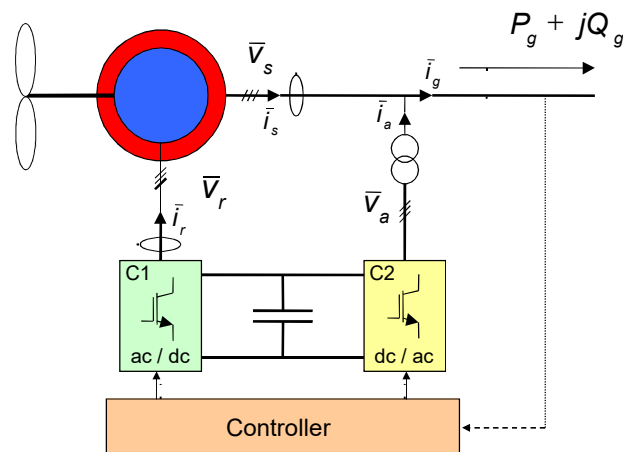 P_g + jQ_g
v̄_s
ī_g
ī_s
ī_a
v̄_r
v̄_a
ī_r
C1
C2
ac / dc
dc / ac
Controller